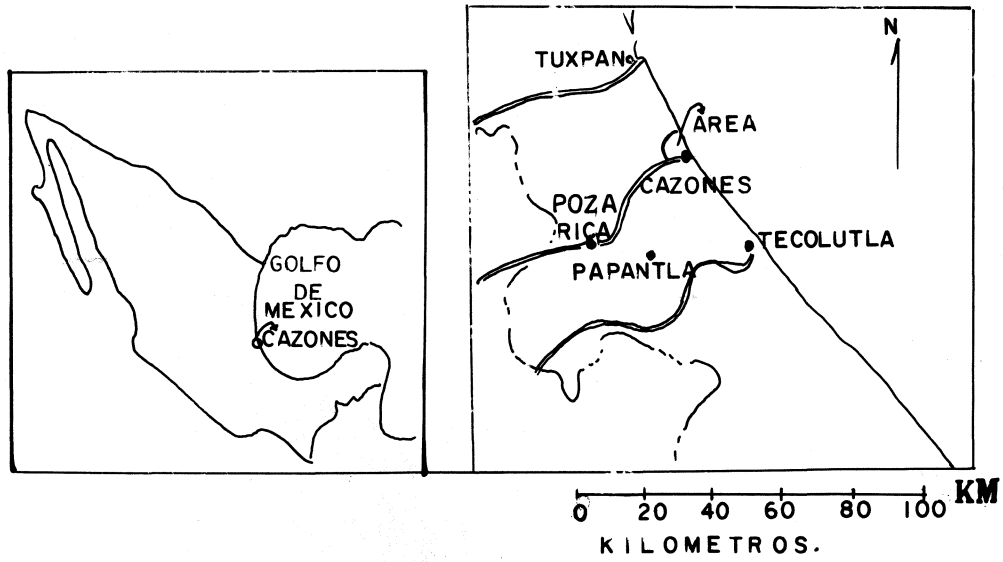 GOLFO
DE
MEXICO
CAZONES
N
TUXPAN
AREA
CAZONES
POZA
RICA
TECOLUTLA
PAPANTLA
0 20 40 60 80 100 KM
KILOMETROS.